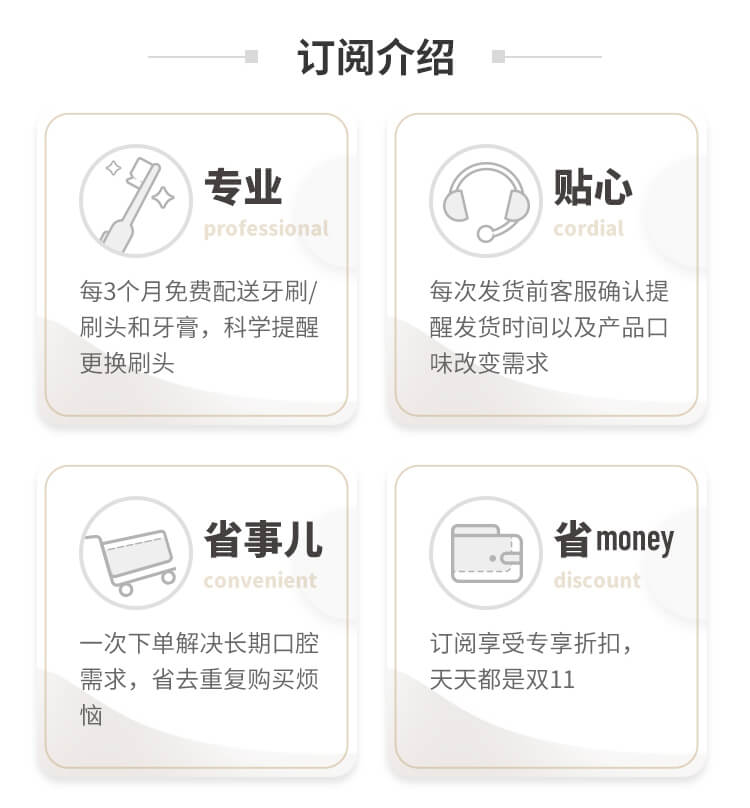 订阅介绍
专业
professional
每3个月免费配送牙刷/
刷头和牙膏，科学提醒
更换刷头
贴心
cordial
每次发货前客服确认提
醒发货时间以及产品口
味改变需求
省事儿
convenient
一次下单解决长期口腔
需求，省去重复购买烦
恼
省money
discount
订阅享受专享折扣，
天天都是双11